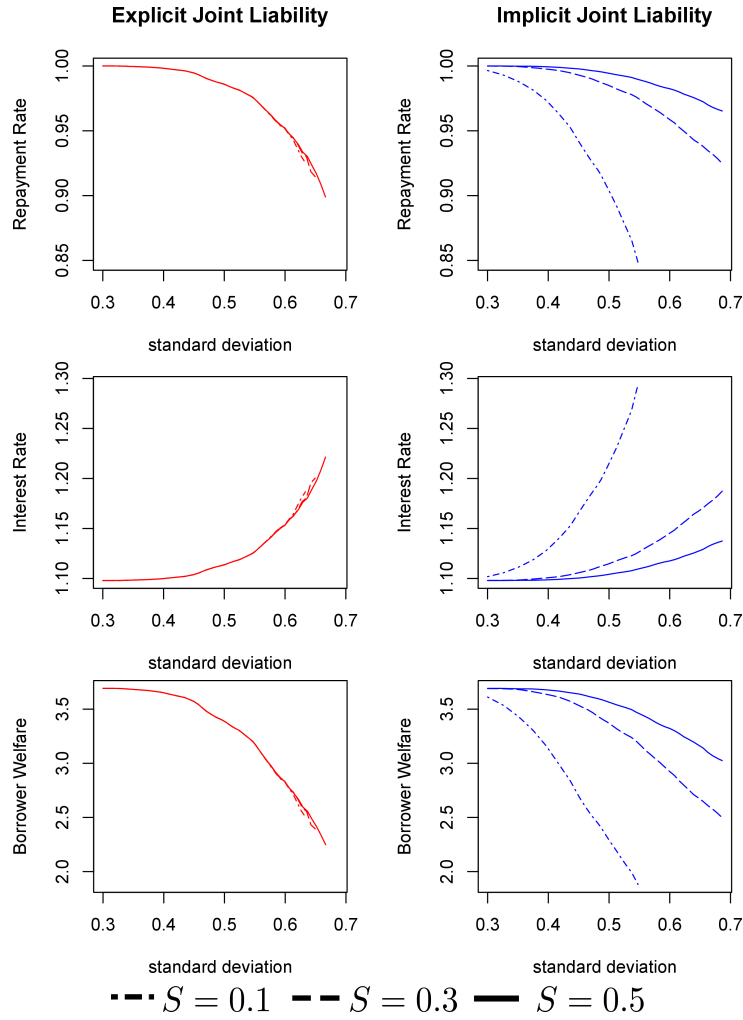 Explicit Joint Liability
Implicit Joint Liability
Repayment Rate
1.00
0.95
0.90
0.85
0.3 0.4 0.5 0.6 0.7
standard deviation
Repayment Rate
1.00
0.95
0.90
0.85
0.3 0.4 0.5 0.6 0.7
standard deviation
Interest Rate
1.30
1.25
1.20
1.15
1.10
0.3 0.4 0.5 0.6 0.7
standard deviation
Interest Rate
1.30
1.25
1.20
1.15
1.10
0.3 0.4 0.5 0.6 0.7
standard deviation
Borrower Welfare
3.5
3.0
2.5
2.0
0.3 0.4 0.5 0.6 0.7
standard deviation
Borrower Welfare
3.5
3.0
2.5
2.0
0.3 0.4 0.5 0.6 0.7
standard deviation
S = 0.1 S = 0.3 S = 0.5